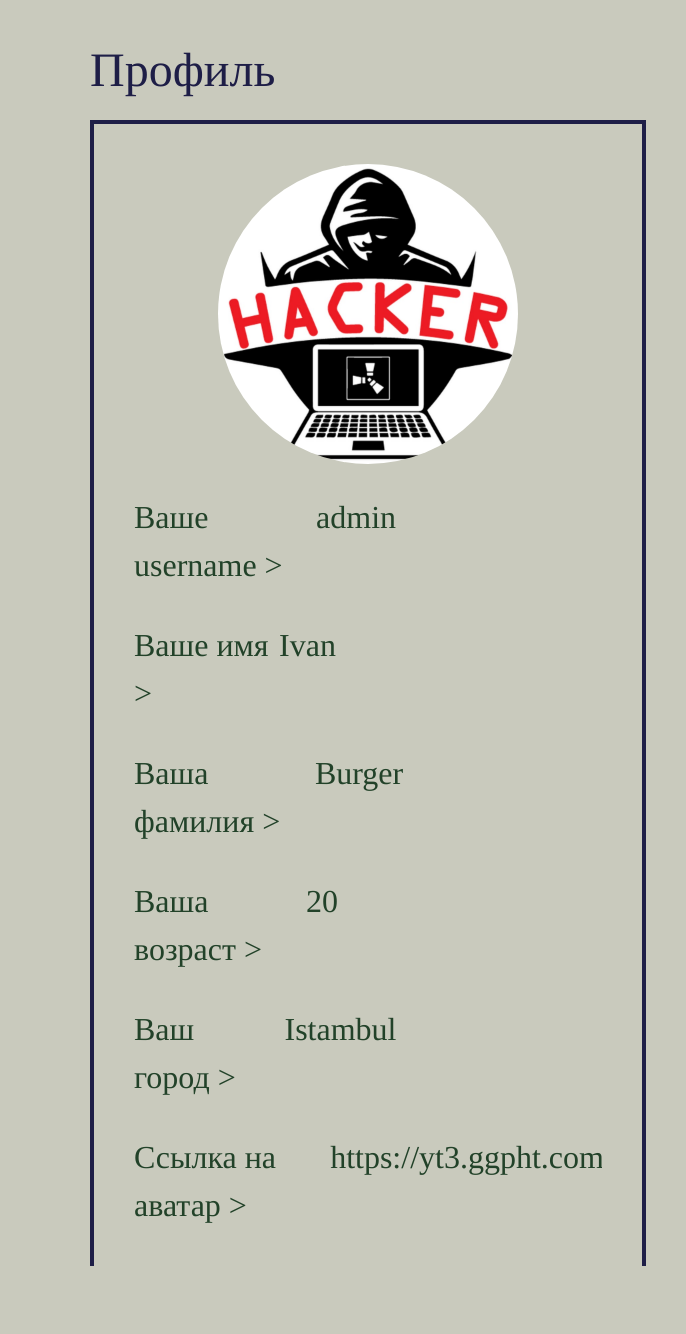 Профиль
HACKER
Ваше admin
username >
Ваше имя Ivan
>
Ваша Burger
фамилия >
Ваша 20
возраст >
Ваш Istambul
город >
Ссылка на https://yt3.ggpht.com
аватар >